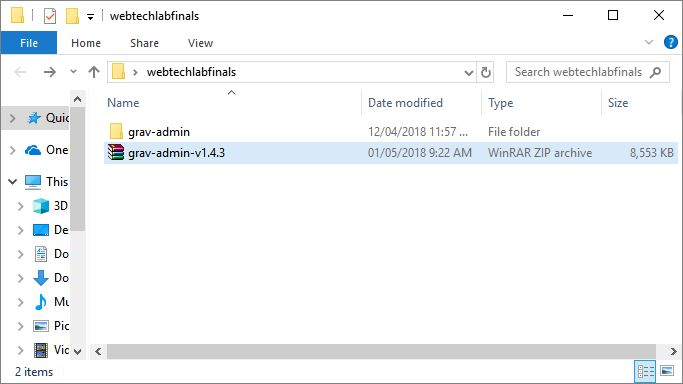 webtechlabfinals
File Home Share View
webtechlabfinals Search webtechlabfinals
Name Date modified Type Size
grav-admin 12/04/2018 11:57 ... File folder
grav-admin-v1.4.3 01/05/2018 9:22 AM WinRAR ZIP archive 8,553 KB
Quic
One
This
3D
De
Do
Do
Mu
Pic
Vid
2 items